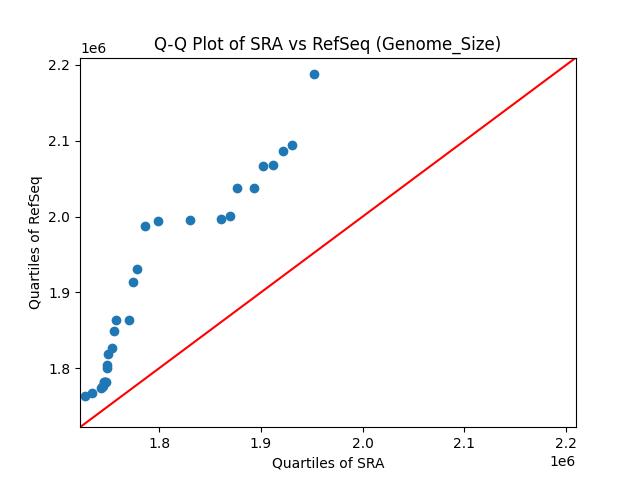 Q-Q Plot of SRA vs RefSeq (Genome_Size)
1e6
2.2
2.1
2.0
1.9
1.8
Quartiles of RefSeq
1.8
1.9
2.0
2.1
2.2
Quartiles of SRA
1e6